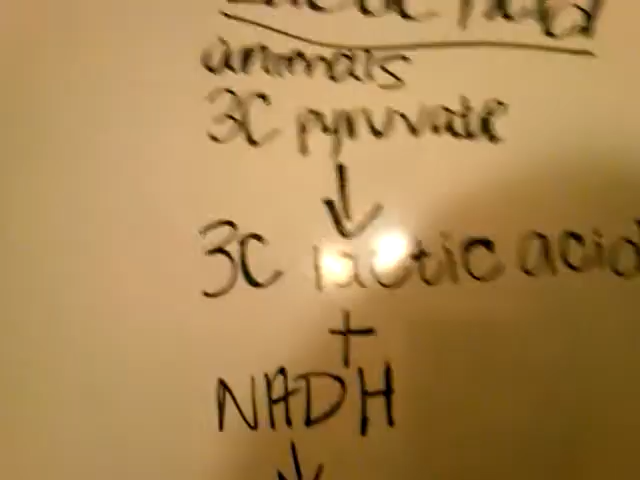 animals
3C pyruvate
↓
3C lactic acid
+
NADH
↓